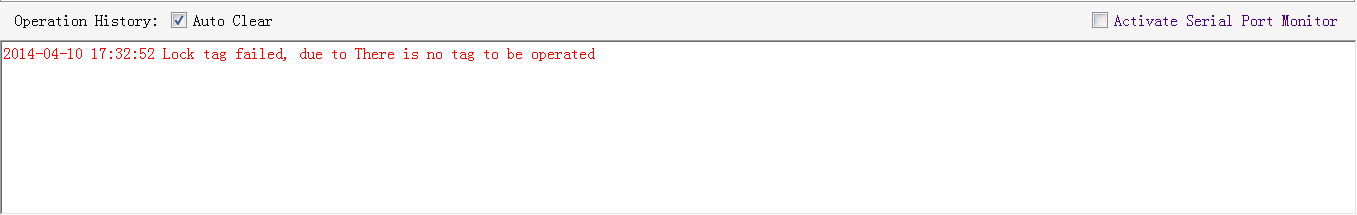 Operation History: Auto Clear Activate Serial Port Monitor
2014-04-10 17:32:52 Lock tag failed, due to There is no tag to be operated